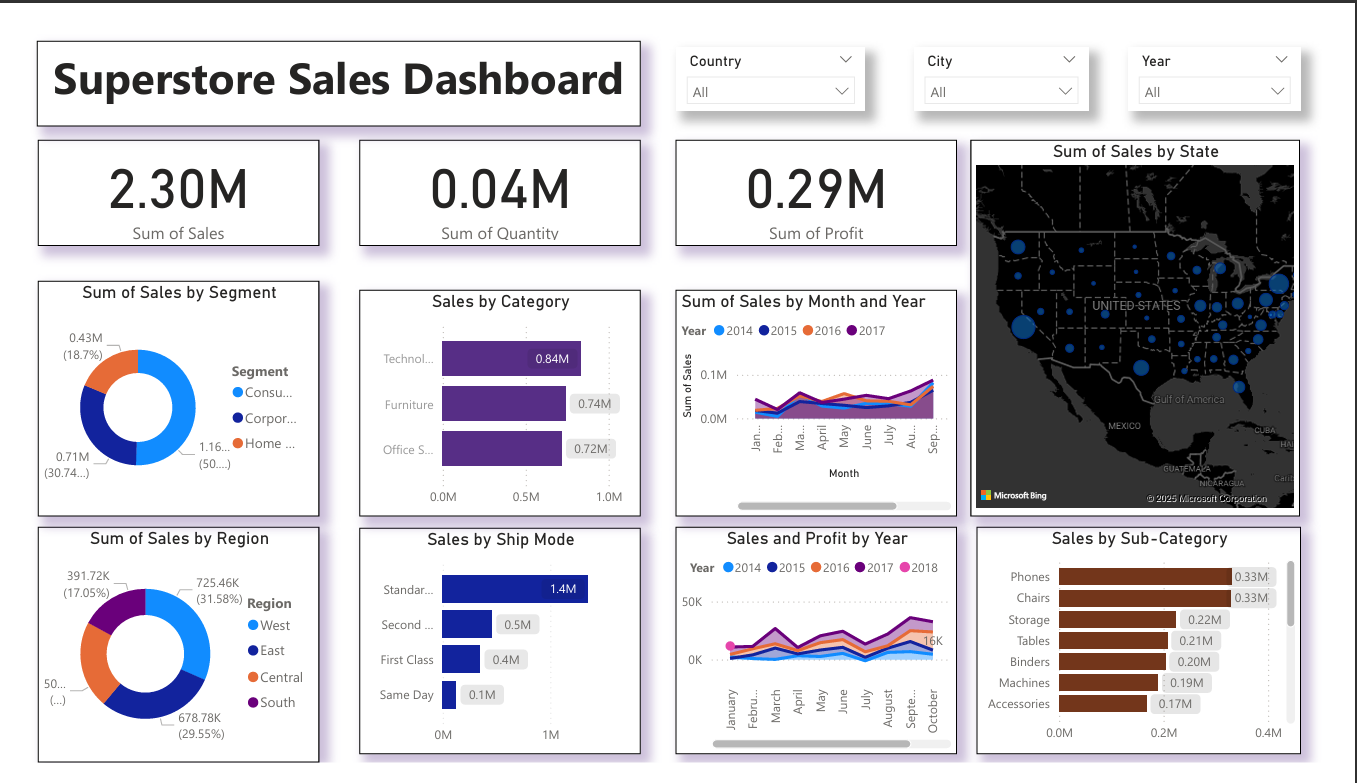 Superstore Sales Dashboard
Country
All
City
All
Year
All
2.30M
Sum of Sales
0.04M
Sum of Quantity
0.29M
Sum of Profit
Sum of Sales by State
UNITED STATES
Gulf of America
MEXICO
CUBA
HAI
GUATEMALA
NICARAGUA
Carib
Microsoft Bing
© 2025 Microsoft Corporation
Sum of Sales by Segment
0.43M
(18.7%)
0.71M
(30.74...)
1.16...
(50....)
Segment
Consu...
Corpor...
Home ...
Sales by Category
Technol...
0.84M
Furniture
0.74M
Office S...
0.72M
0.0M 0.5M 1.0M
Sum of Sales by Month and Year
Year 2014 2015 2016 2017
Sum of Sales
0.1M
0.0M
Jan... Feb... Ma... April May June July Au... Sep...
Month
Sum of Sales by Region
391.72K
(17.05%)
725.46K
(31.58%)
50...
(...)
678.78K
(29.55%)
Region
West
East
Central
South
Sales by Ship Mode
Standar...
1.4M
Second ...
0.5M
First Class
0.4M
Same Day
0.1M
0M 1M
Sales and Profit by Year
Year 2014 2015 2016 2017 2018
50K
0K
16K
January Febru... March April May June July August Septe... October
Sales by Sub-Category
Phones 0.33M
Chairs 0.33M
Storage 0.22M
Tables 0.21M
Binders 0.20M
Machines 0.19M
Accessories 0.17M
0.0M 0.2M 0.4M